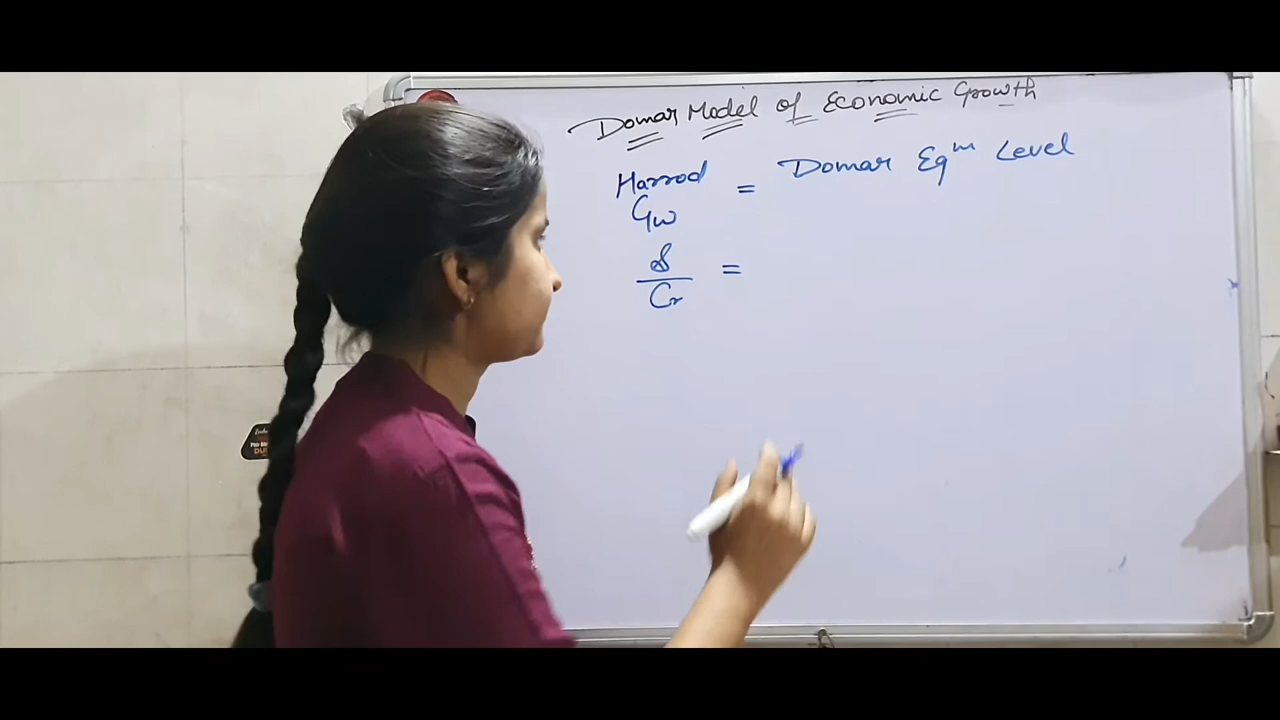 Domar Model of Economic Growth
Harrod = Domar Eqᵐ Level
Gw
s
Cr =